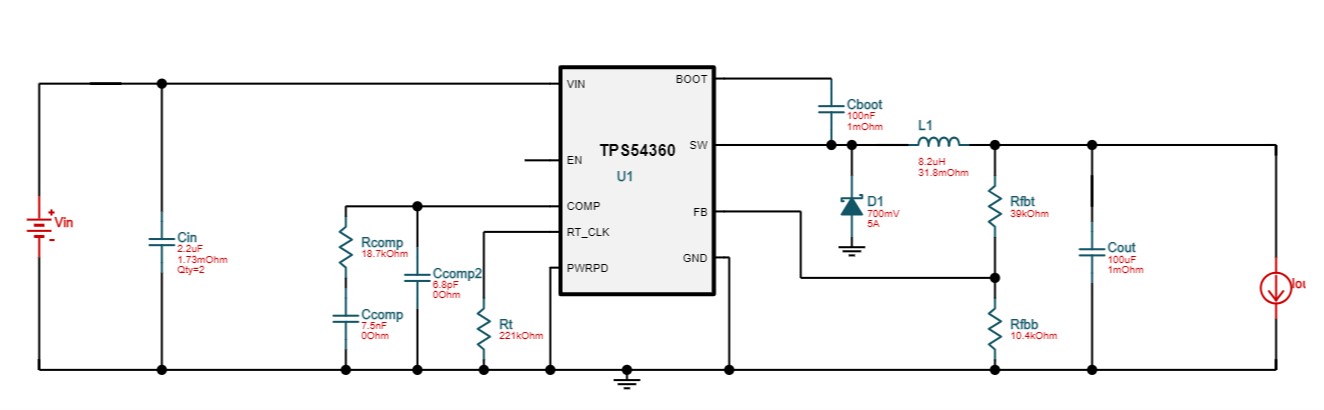 VIN
BOOT
Cboot
100nF
1mOhm
TPS54360
SW
L1
8.2uH
31.8mOhm
EN
U1
D1
700mV
5A
Rfbt
39kOhm
COMP
FB
Vin
+
-
Cin
2.2uF
1.73mOhm
Qty=2
Rcomp
18.7kOhm
RT_CLK
Ccomp2
6.8pF
0Ohm
PWRPD
GND
Cout
100uF
1mOhm
Ccomp
7.5nF
0Ohm
Rt
221kOhm
Rfbb
10.4kOhm